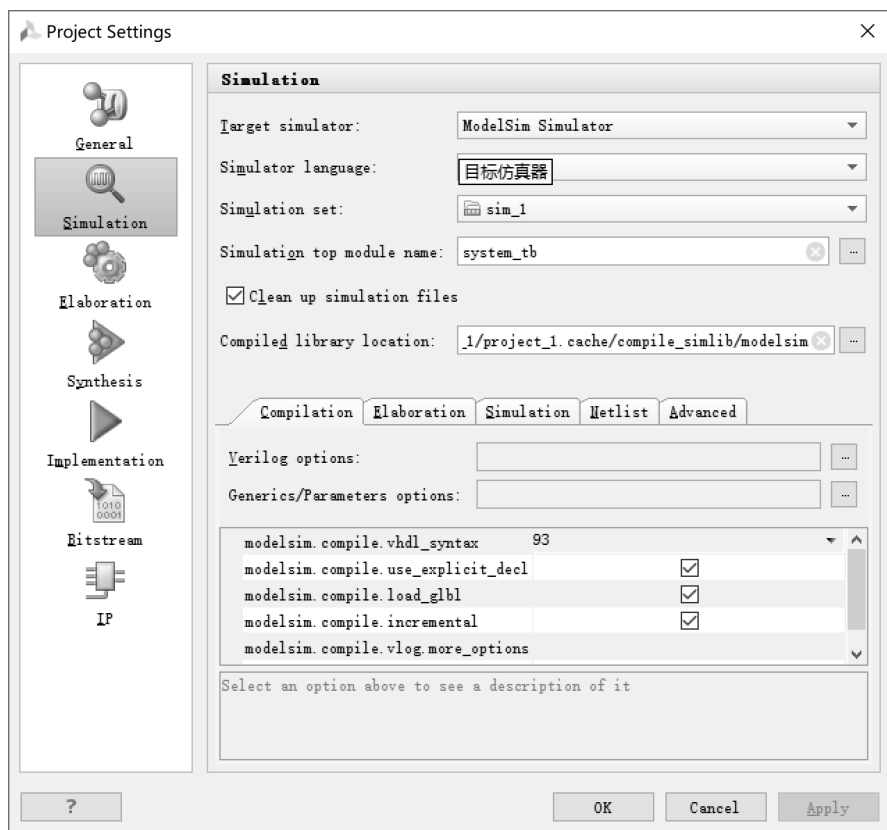 Project Settings
General
Simulation
Elaboration
Synthesis
Implementation
1010
0001
Bitstream
IP
Simulation
Target simulator: ModelSim Simulator
Simulator language: 目标仿真器
Simulation set: sim_1
Simulation top module name: system_tb ...
Clean up simulation files
Compiled library location: _1/project_1.cache/compile_simlib/modelsim ...
Compilation Elaboration Simulation Netlist Advanced
Verilog options: ...
Generics/Parameters options: ...
modelsim.compile.vhdl_syntax 93
modelsim.compile.use_explicit_decl
modelsim.compile.load_glbl
modelsim.compile.incremental
modelsim.compile.vlog.more_options
Select an option above to see a description of it
? OK Cancel Apply